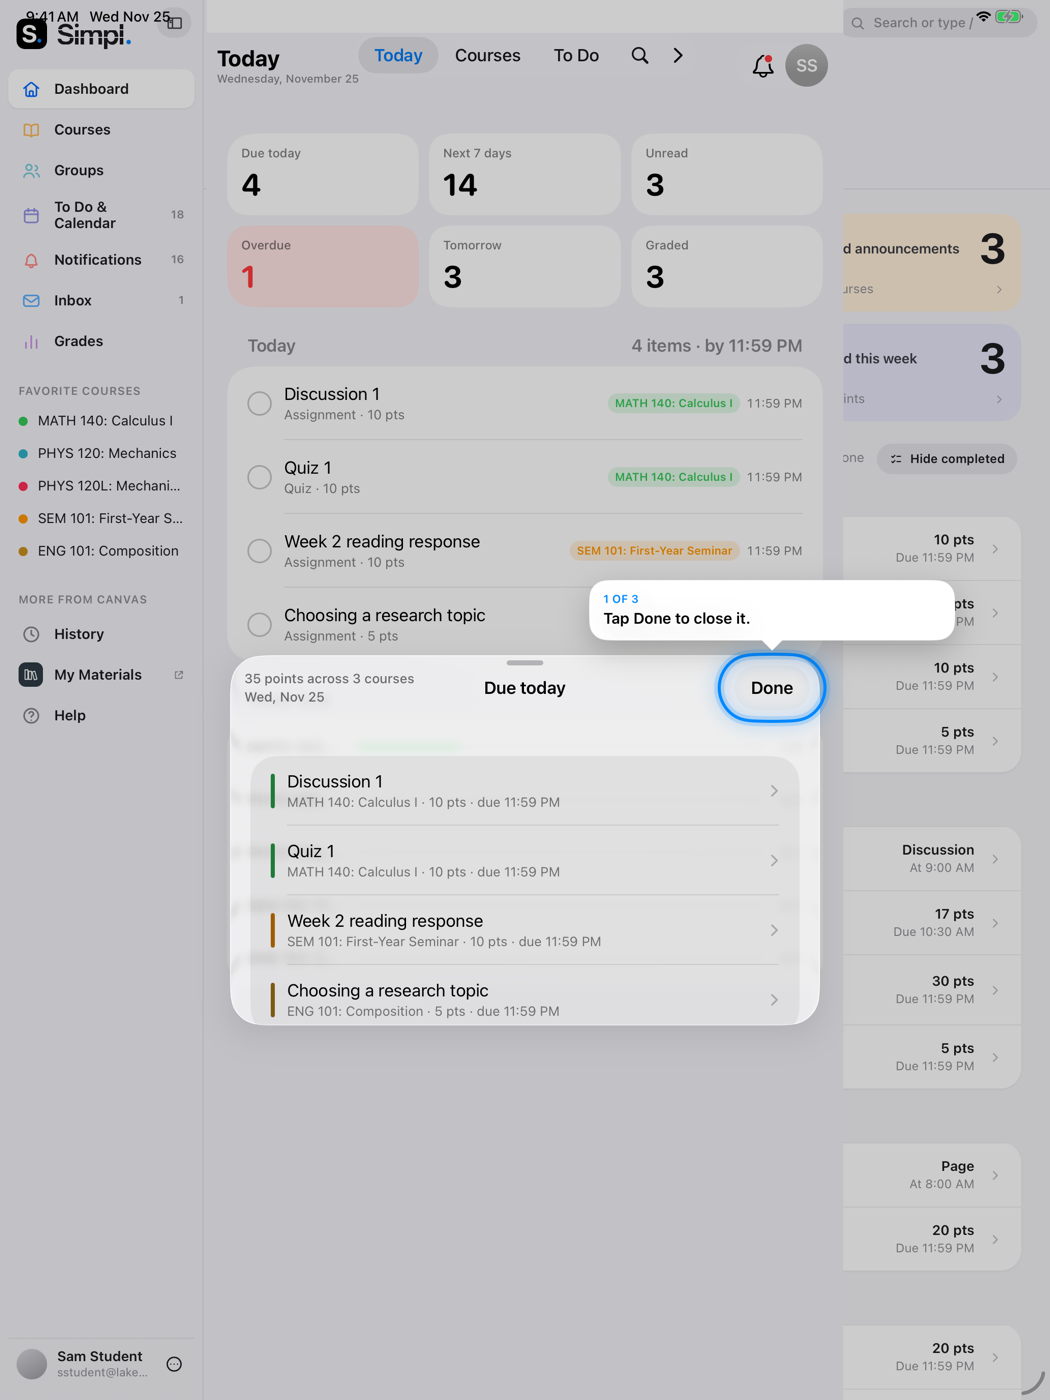 9:41 AM Wed Nov 25
S. Simpl.
Search or type /
Dashboard
Courses
Groups
To Do &
Calendar
18
Notifications
16
Inbox
1
Grades
FAVORITE COURSES
MATH 140: Calculus I
PHYS 120: Mechanics
PHYS 120L: Mechani...
SEM 101: First-Year S...
ENG 101: Composition
MORE FROM CANVAS
History
My Materials
Help
Sam Student
sstudent@lake...
Today
Wednesday, November 25
Today Courses To Do
SS
Due today
4
Next 7 days
14
Unread
3
Overdue
1
Tomorrow
3
Graded
3
Today
4 items · by 11:59 PM
Discussion 1
Assignment · 10 pts
MATH 140: Calculus I 11:59 PM
Quiz 1
Quiz · 10 pts
MATH 140: Calculus I 11:59 PM
Week 2 reading response
Assignment · 10 pts
SEM 101: First-Year Seminar 11:59 PM
Choosing a research topic
Assignment · 5 pts
1 OF 3
Tap Done to close it.
35 points across 3 courses
Wed, Nov 25
Due today
Done
Discussion 1
MATH 140: Calculus I · 10 pts · due 11:59 PM
Quiz 1
MATH 140: Calculus I · 10 pts · due 11:59 PM
Week 2 reading response
SEM 101: First-Year Seminar · 10 pts · due 11:59 PM
Choosing a research topic
ENG 101: Composition · 5 pts · due 11:59 PM
d announcements
3
urses
d this week
3
ints
one
Hide completed
10 pts
Due 11:59 PM
pts
PM
10 pts
Due 11:59 PM
5 pts
Due 11:59 PM
Discussion
At 9:00 AM
17 pts
Due 10:30 AM
30 pts
Due 11:59 PM
5 pts
Due 11:59 PM
Page
At 8:00 AM
20 pts
Due 11:59 PM
20 pts
Due 11:59 PM